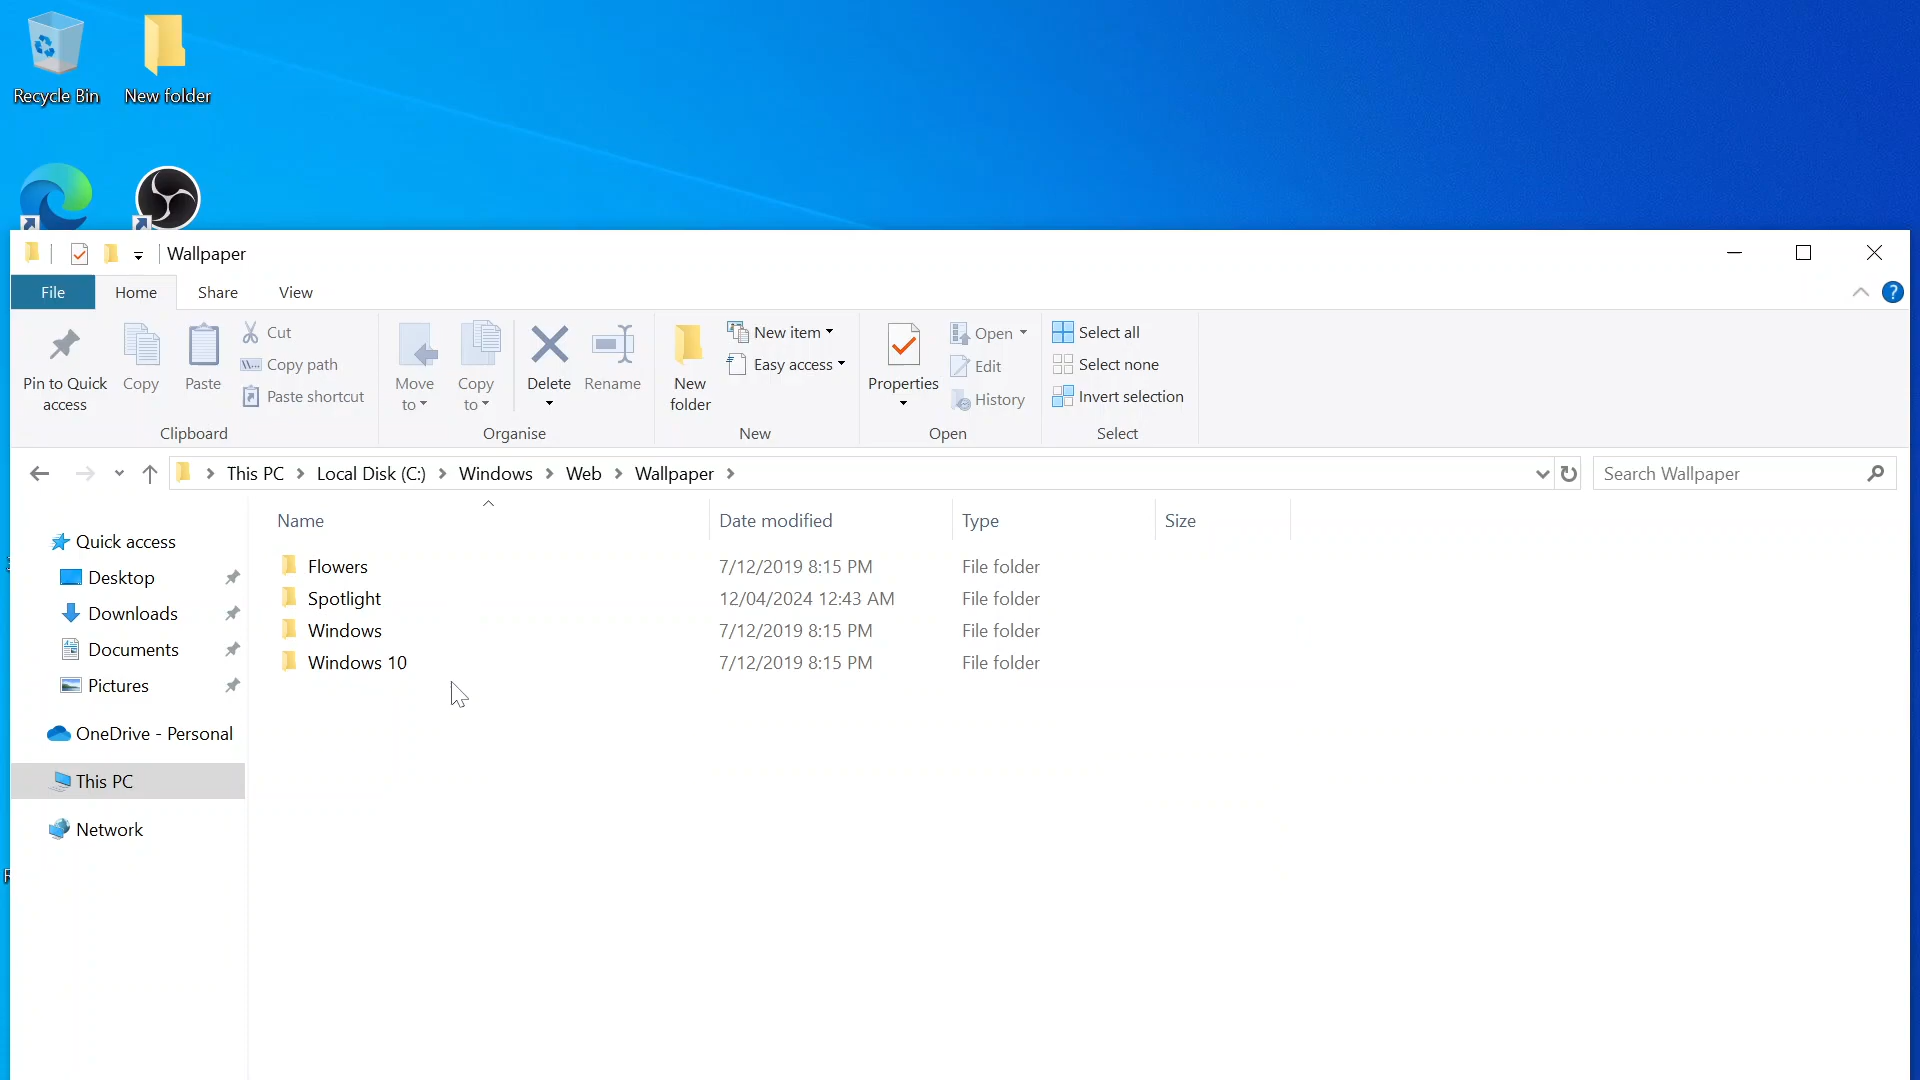 Recycle Bin
New folder
Wallpaper
File
Home
Share
View
?
Pin to Quick
access
Copy
Paste
Cut
Copy path
Paste shortcut
Clipboard
Move
to
Copy
to
Delete
Rename
Organise
New
folder
New item
Easy access
New
Properties
Open
Edit
History
Open
Select all
Select none
Invert selection
Select
This PC
Local Disk (C:)
Windows
Web
Wallpaper
Search Wallpaper
Quick access
Desktop
Downloads
Documents
Pictures
OneDrive - Personal
This PC
Network
Name Date modified Type Size
Flowers 7/12/2019 8:15 PM File folder
Spotlight 12/04/2024 12:43 AM File folder
Windows 7/12/2019 8:15 PM File folder
Windows 10 7/12/2019 8:15 PM File folder